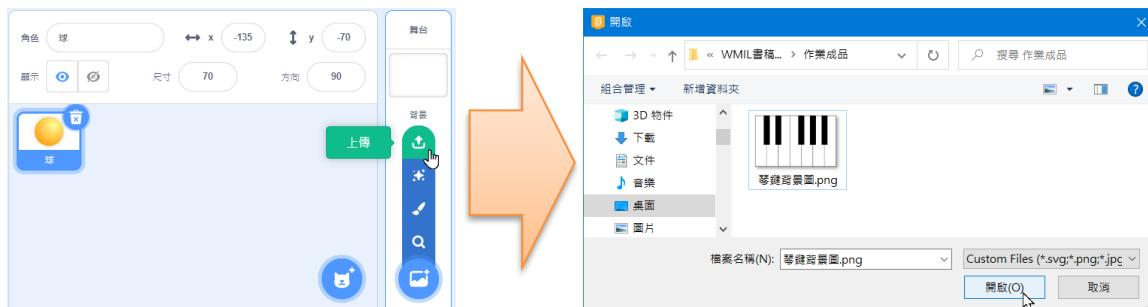 角色 球 x -135 y -70
顯示 尺寸 70 方向 90
球
舞台
背景
上傳
開啟
« WMIL書稿... › 作業成品
搜尋 作業成品
組合管理 新增資料夾
3D 物件
下載
文件
音樂
桌面
圖片
琴鍵背景圖.png
檔案名稱(N): 琴鍵背景圖.png Custom Files (*.svg;*.png;*.jpg
開啟(O) 取消